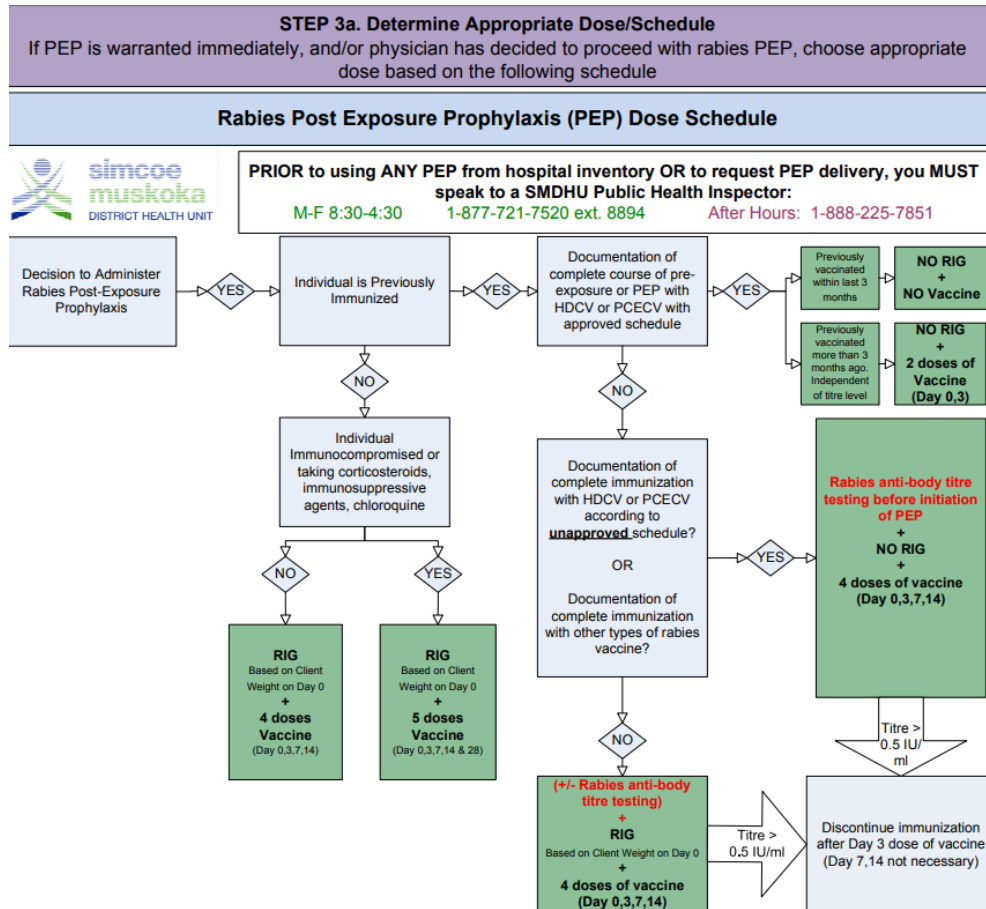 STEP 3a. Determine Appropriate Dose/Schedule
If PEP is warranted immediately, and/or physician has decided to proceed with rabies PEP, choose appropriate
dose based on the following schedule
Rabies Post Exposure Prophylaxis (PEP) Dose Schedule
simcoe
muskoka
DISTRICT HEALTH UNIT
PRIOR to using ANY PEP from hospital inventory OR to request PEP delivery, you MUST
speak to a SMDHU Public Health Inspector:
M-F 8:30-4:30 1-877-721-7520 ext. 8894 After Hours: 1-888-225-7851
Decision to Administer
Rabies Post-Exposure
Prophylaxis
YES
Individual is Previously
Immunized
YES
Documentation of
complete course of pre-
exposure or PEP with
HDCV or PCECV with
approved schedule
YES
Previously
vaccinated
within last 3
months
NO RIG
+
NO Vaccine
Previously
vaccinated
more than 3
months ago.
Independent
of titre level
NO RIG
+
2 doses of
Vaccine
(Day 0,3)
NO
NO
Individual
Immunocompromised or
taking corticosteroids,
immunosuppressive
agents, chloroquine
NO
YES
RIG
Based on Client
Weight on Day 0
+
4 doses
Vaccine
(Day 0,3,7,14)
RIG
Based on Client
Weight on Day 0
+
5 doses
Vaccine
(Day 0,3,7,14 & 28)
Documentation of
complete immunization
with HDCV or PCECV
according to
unapproved schedule?
OR
Documentation of
complete immunization
with other types of rabies
vaccine?
YES
Rabies anti-body titre
testing before initiation
of PEP
+
NO RIG
+
4 doses of vaccine
(Day 0,3,7,14)
Titre >
0.5 IU/
ml
NO
(+/- Rabies anti-body
titre testing)
+
RIG
Based on Client Weight on Day 0
+
4 doses of vaccine
(Day 0,3,7,14)
Titre >
0.5 IU/ml
Discontinue immunization
after Day 3 dose of vaccine
(Day 7,14 not necessary)